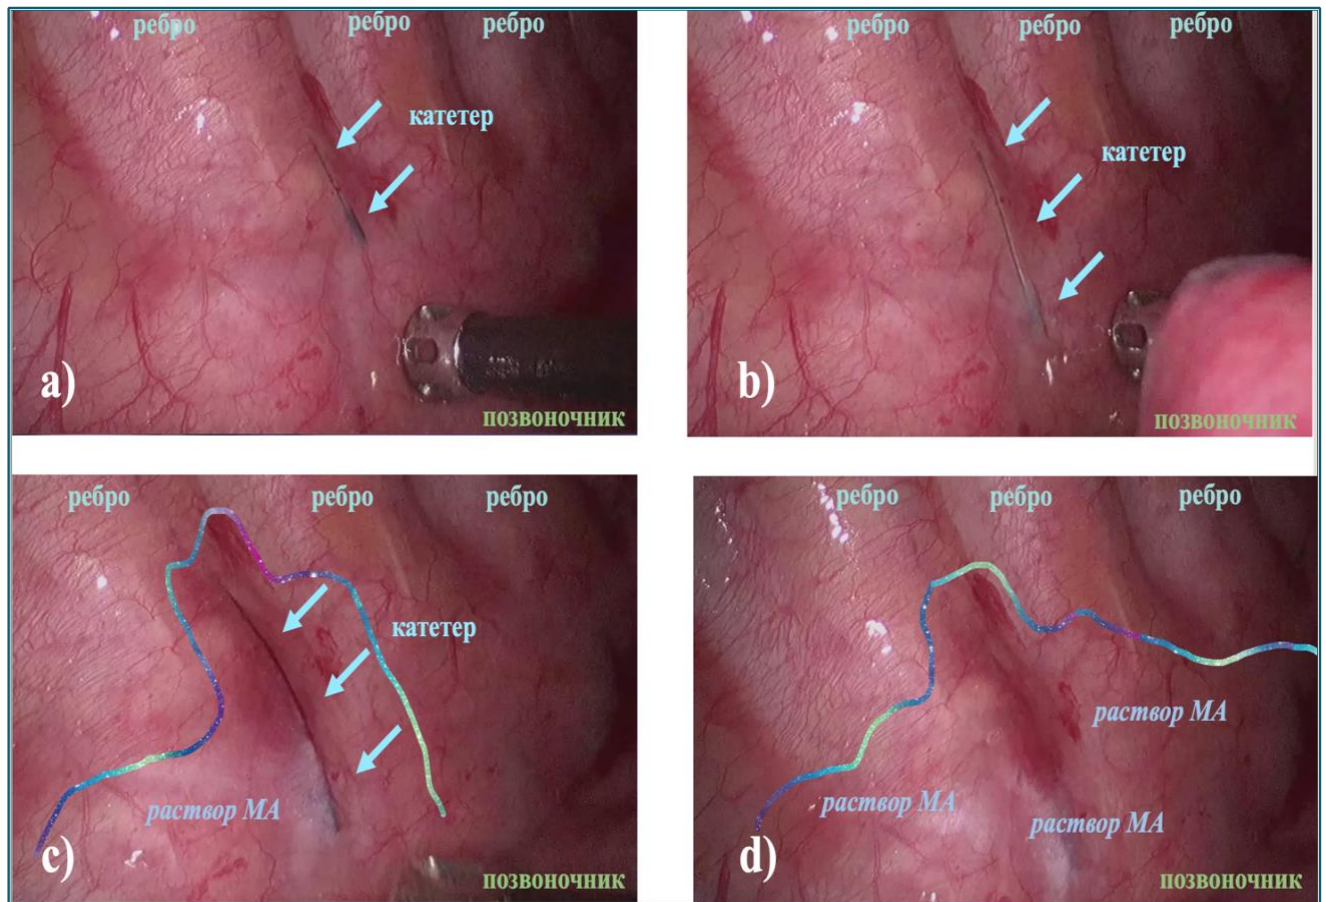 ребро ребро ребро
катетер
a)
позвоночник
ребро ребро ребро
катетер
b)
позвоночник
ребро ребро ребро
катетер
раствор МА
c)
позвоночник
ребро ребро ребро
раствор МА
раствор МА
раствор МА
d)
позвоночник